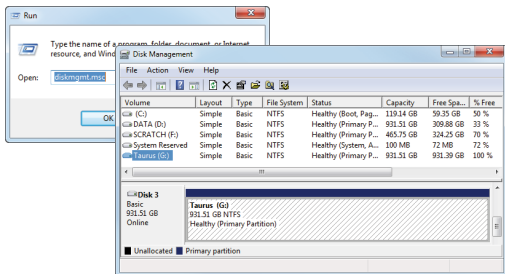 Run
Type the name of a program, folder, document, or Internet
resource, and Wind
Open: diskmgmt.msc
OK
Disk Management
File Action View Help
Volume Layout Type File System Status Capacity Free Spa... % Free
(C:) Simple Basic NTFS Healthy (Boot, Pag... 119.14 GB 59.35 GB 50 %
DATA (D:) Simple Basic NTFS Healthy (Primary P... 931.51 GB 309.88 GB 33 %
SCRATCH (F:) Simple Basic NTFS Healthy (Primary P... 465.75 GB 324.25 GB 70 %
System Reserved Simple Basic NTFS Healthy (System, A... 100 MB 72 MB 72 %
Taurus (G:) Simple Basic NTFS Healthy (Primary P... 931.51 GB 931.39 GB 100 %
Disk 3
Basic
931.51 GB
Online
Taurus (G:)
931.51 GB NTFS
Healthy (Primary Partition)
Unallocated Primary partition